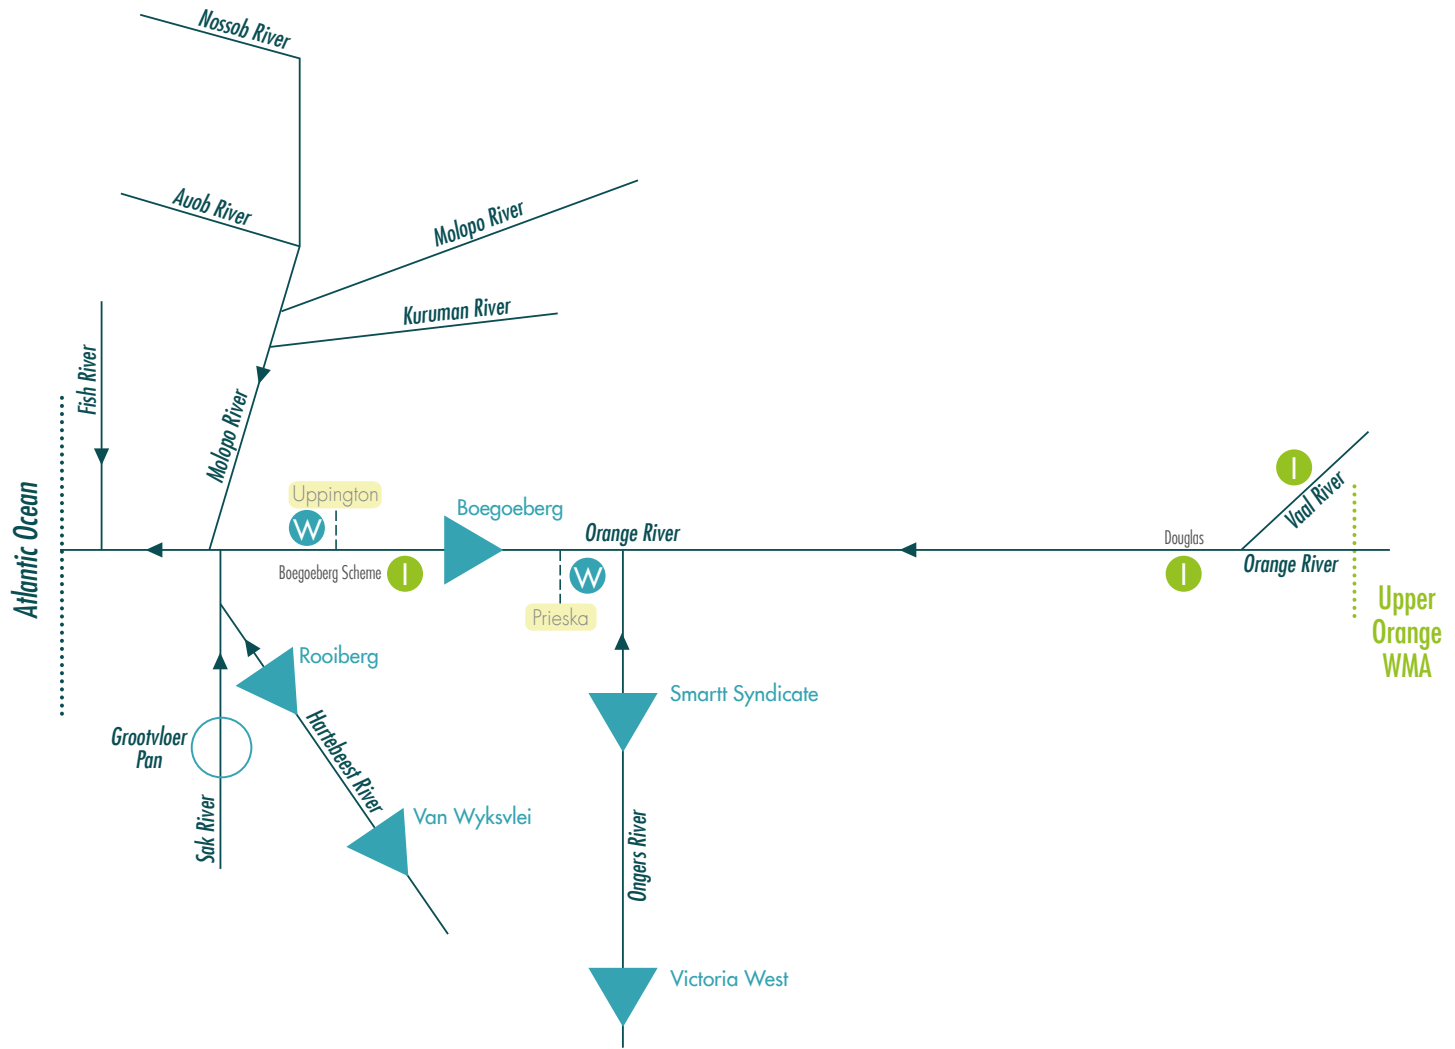 Nossob River
Auob River
Molopo River
Kuruman River
Fish River
Molopo River
Atlantic Ocean
Uppington
W
Boegoeberg
Boegoeberg Scheme
I
Orange River
W
Prieska
I
Vaal River
Douglas
I
Orange River
Upper
Orange
WMA
Rooiberg
Smartt Syndicate
Grootvloer
Pan
Hartebeest River
Sak River
Van Wyksvlei
Ongers River
Victoria West